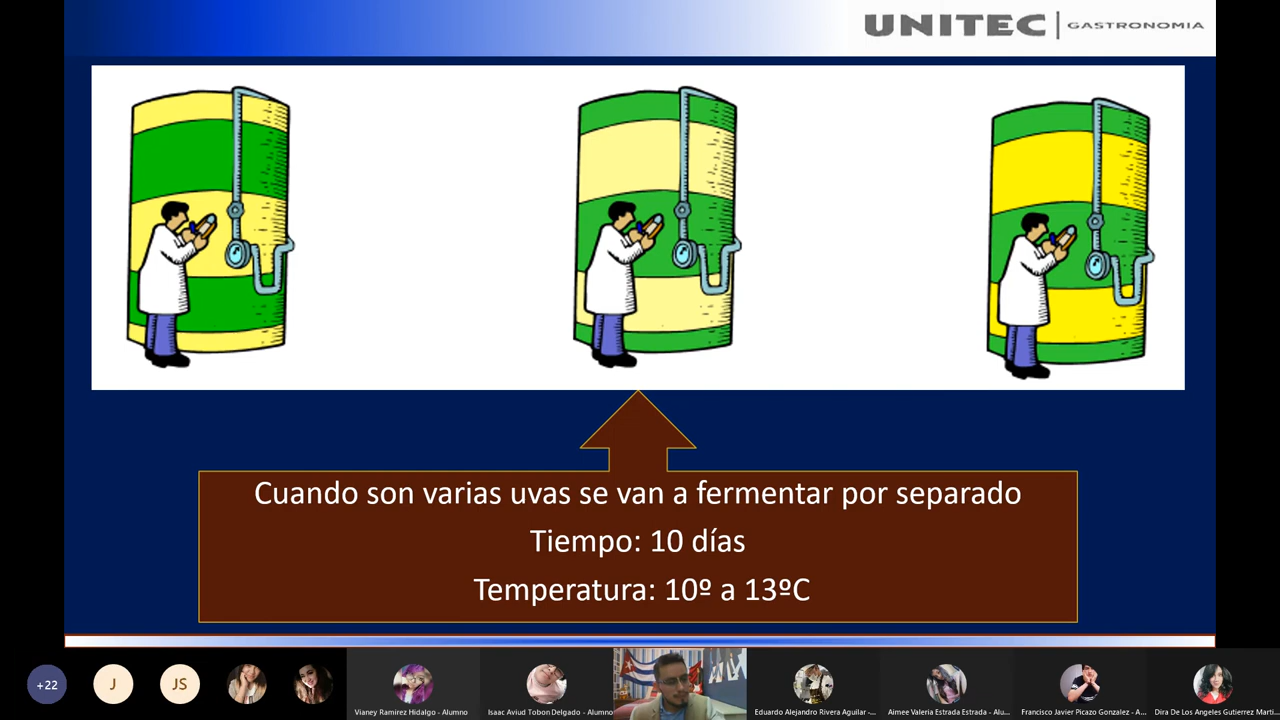 UNITEC | GASTRONOMIA
Cuando son varias uvas se van a fermentar por separado
Tiempo: 10 días
Temperatura: 10º a 13ºC
+22
J
JS
Vianey Ramirez Hidalgo - Alumno
Isaac Aviud Tobon Delgado - Alumno
Eduardo Alejandro Rivera Aguilar -...
Aimee Valeria Estrada Estrada - Alu...
Francisco Javier Picazo Gonzalez - A...
Dira De Los Angeles Gutierrez Marti...